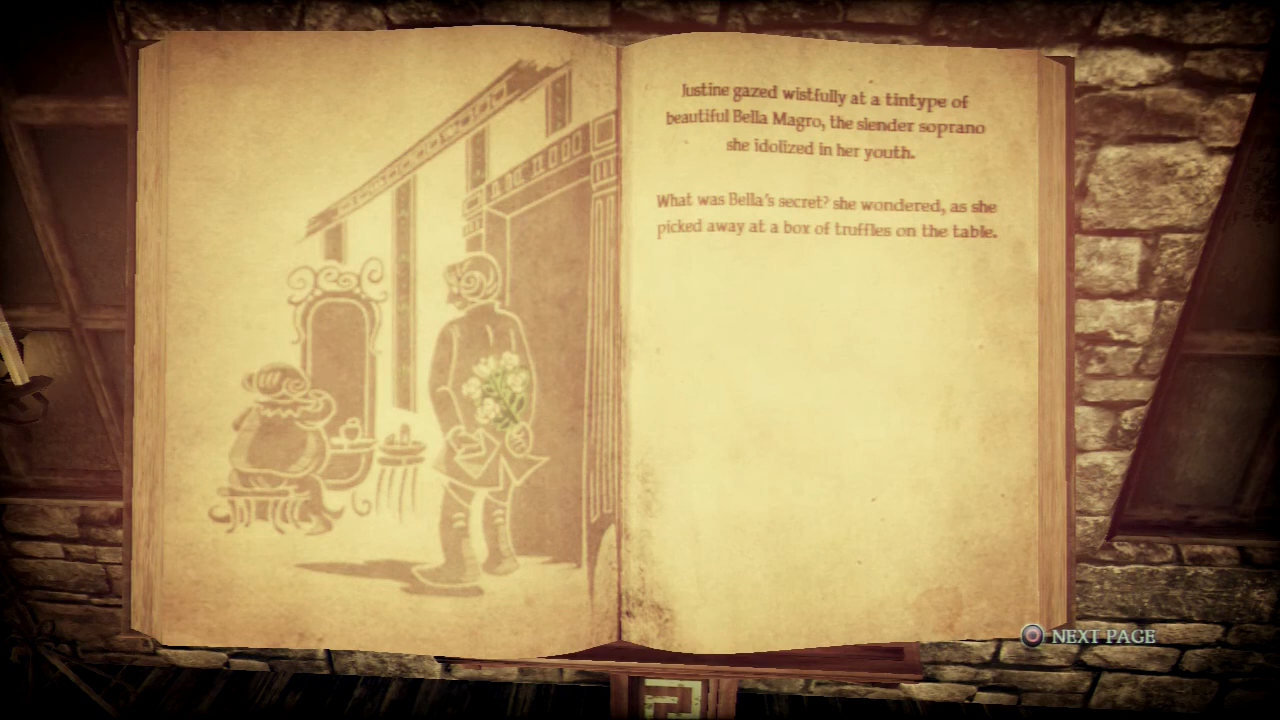 Justine gazed wistfully at a tintype of
beautiful Bella Magro, the slender soprano
she idolized in her youth.
What was Bella's secret? she wondered, as she
picked away at a box of truffles on the table.
NEXT PAGE